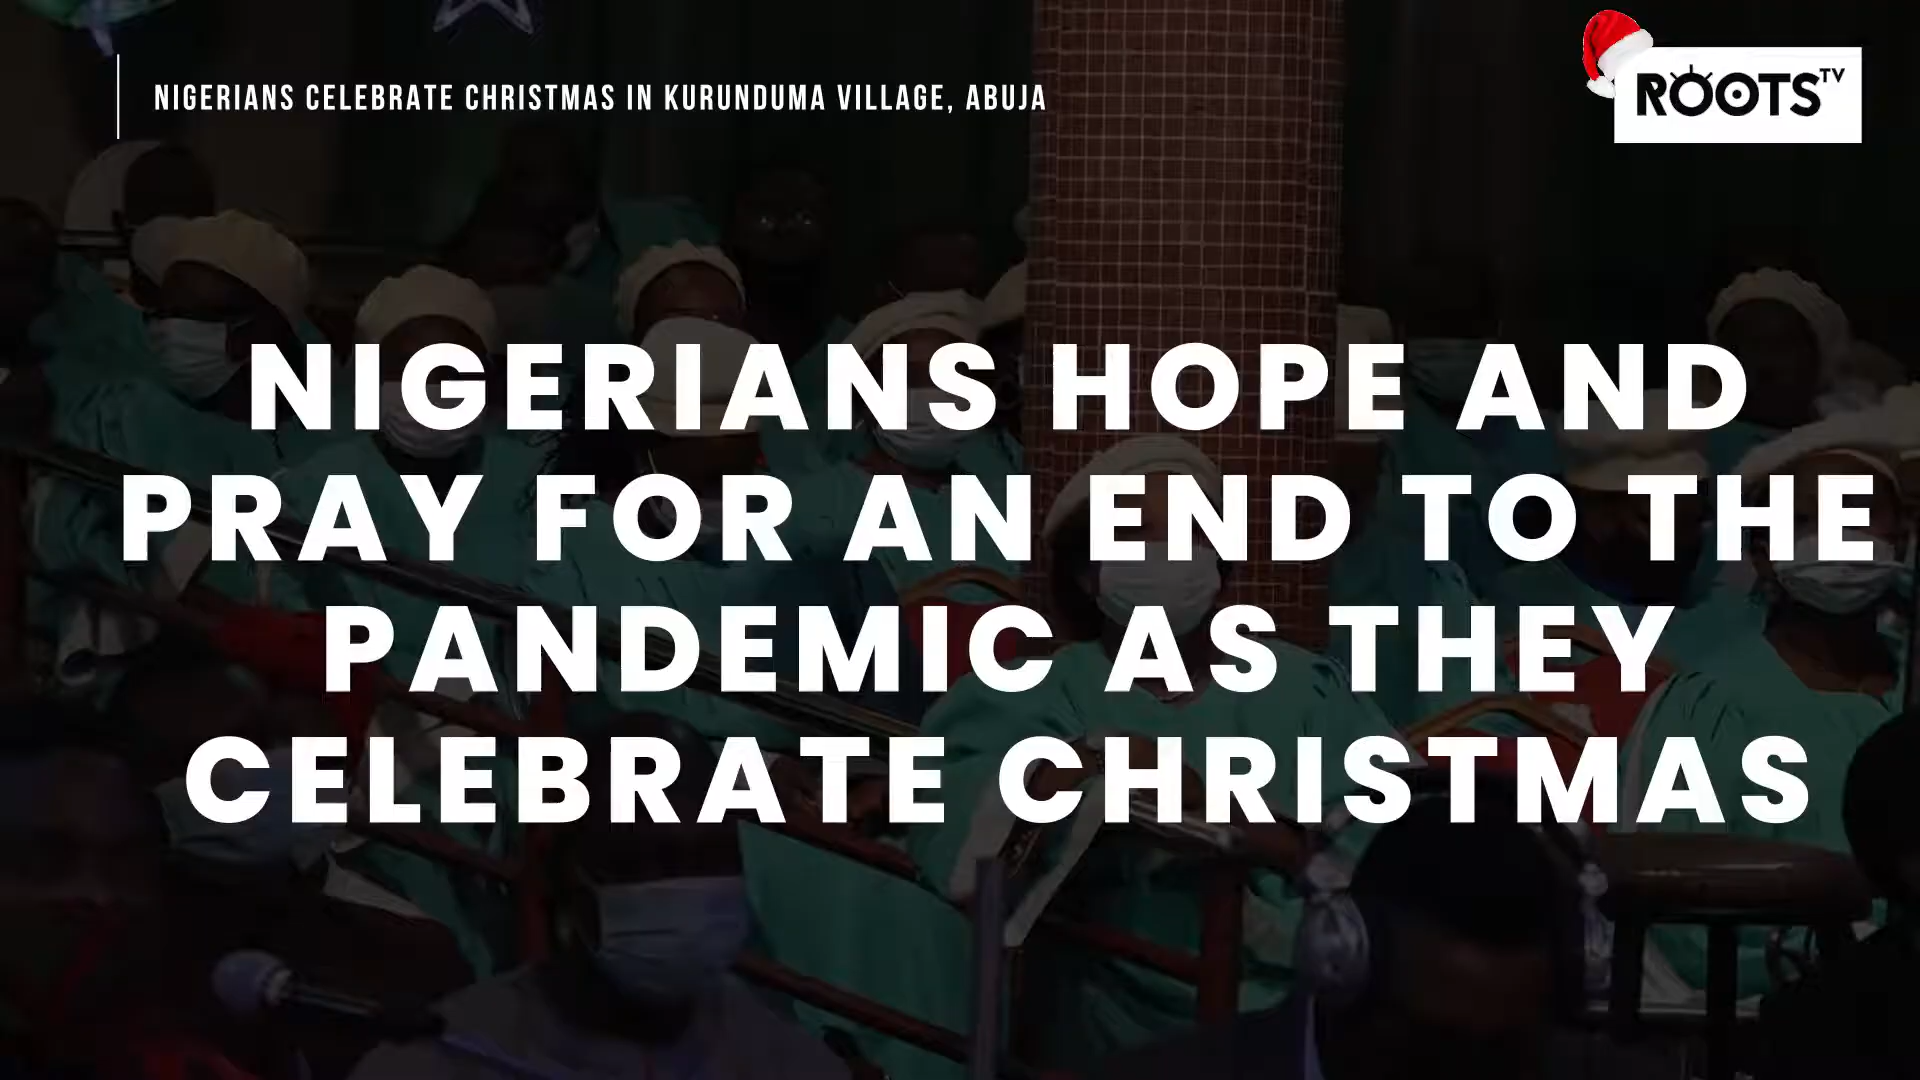 NIGERIANS CELEBRATE CHRISTMAS IN KURUNDUMA VILLAGE, ABUJA
ROOTS TV
NIGERIANS HOPE AND
PRAY FOR AN END TO THE
PANDEMIC AS THEY
CELEBRATE CHRISTMAS